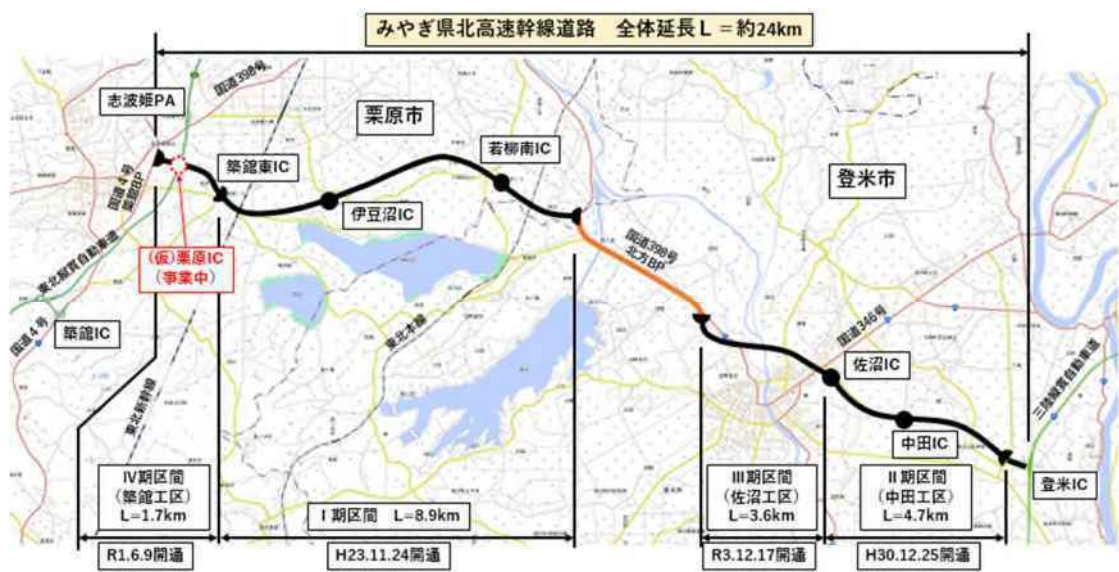 みやぎ県北高速幹線道路　全体延長Ｌ＝約24km
志波姫PA
国道398号
栗原市
若柳南IC
築館東IC
登米市
国道４号
築館BP
伊豆沼IC
(仮)栗原IC
(事業中)
東北縦貫自動車道
国道398号
北方BP
築館IC
国道４号
東北本線
国道346号
佐沼IC
三陸縦貫自動車道
東北新幹線
中田IC
登米IC
Ⅳ期区間
(築館工区)
L=1.7km
Ⅰ期区間　L=8.9km
Ⅲ期区間
(佐沼工区)
L=3.6km
Ⅱ期区間
(中田工区)
L=4.7km
R1.6.9開通
H23.11.24開通
R3.12.17開通
H30.12.25開通